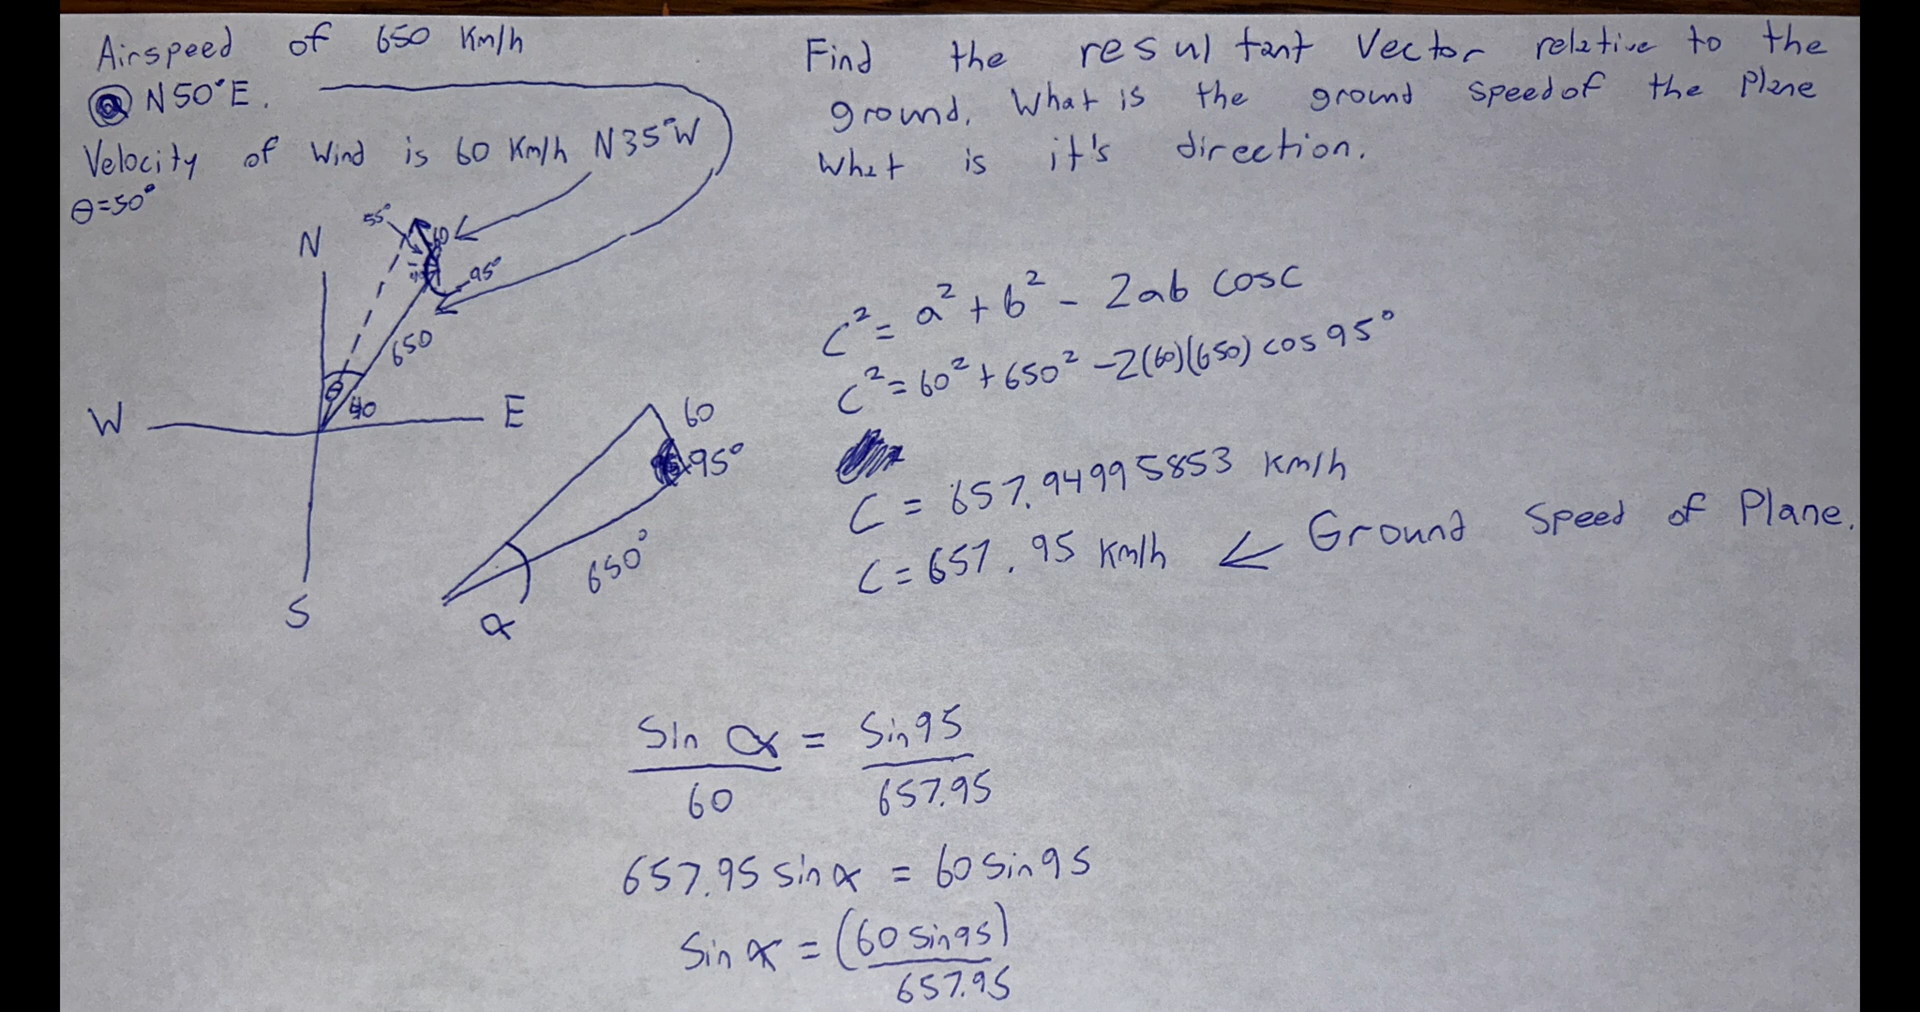 Airspeed of 650 Km/h
N50°E.
Velocity of Wind is 60 Km/h N35°W
θ=50°
Find the resultant Vector relative to the
ground. What is the ground speed of the Plane
What is it's direction.
N
55°
60
95°
650
θ
40
W
E
S
60
95°
650°
α
C² = a² + b² - 2ab cosc
C² = 60² + 650² - 2(60)(650) cos 95°
C = 657.94995853 Km/h
C = 657.95 Km/h ← Ground Speed of Plane.
Sin α = Sin 95
60 657.95
657.95 sin α = 60 sin 95
Sin α = (60 sin 95)
657.95